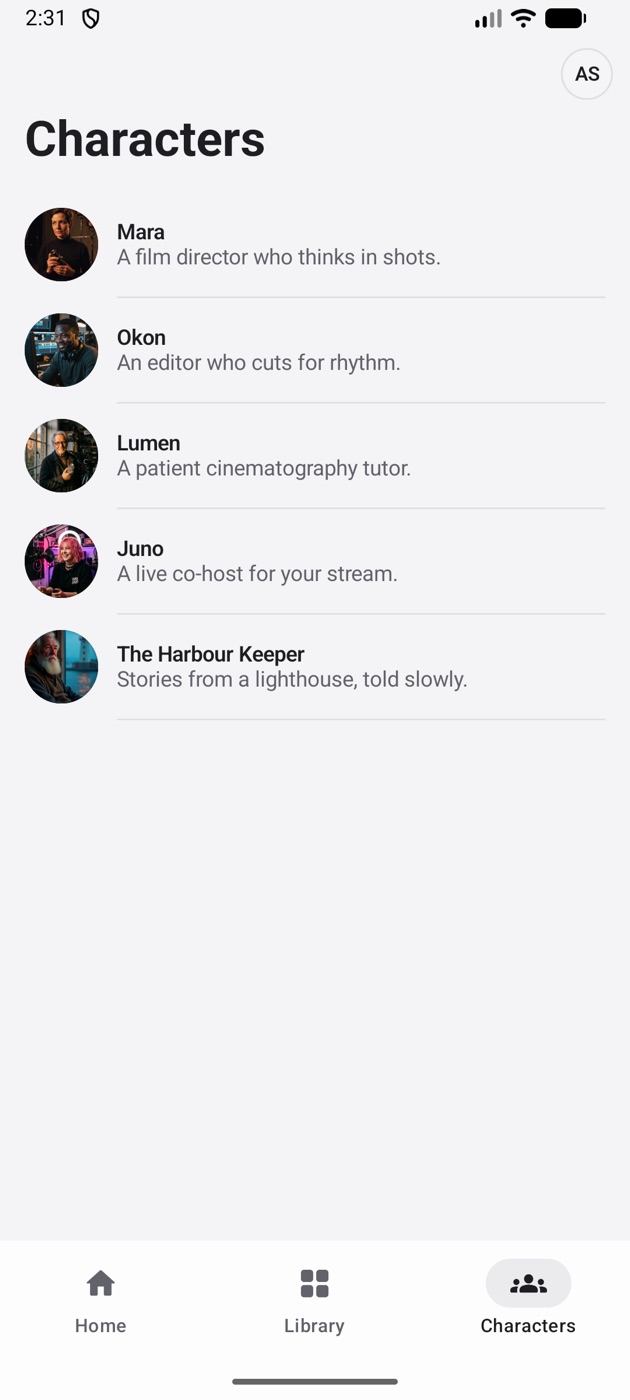 2:31
AS
Characters
Mara
A film director who thinks in shots.
Okon
An editor who cuts for rhythm.
Lumen
A patient cinematography tutor.
Juno
A live co-host for your stream.
The Harbour Keeper
Stories from a lighthouse, told slowly.
Home
Library
Characters